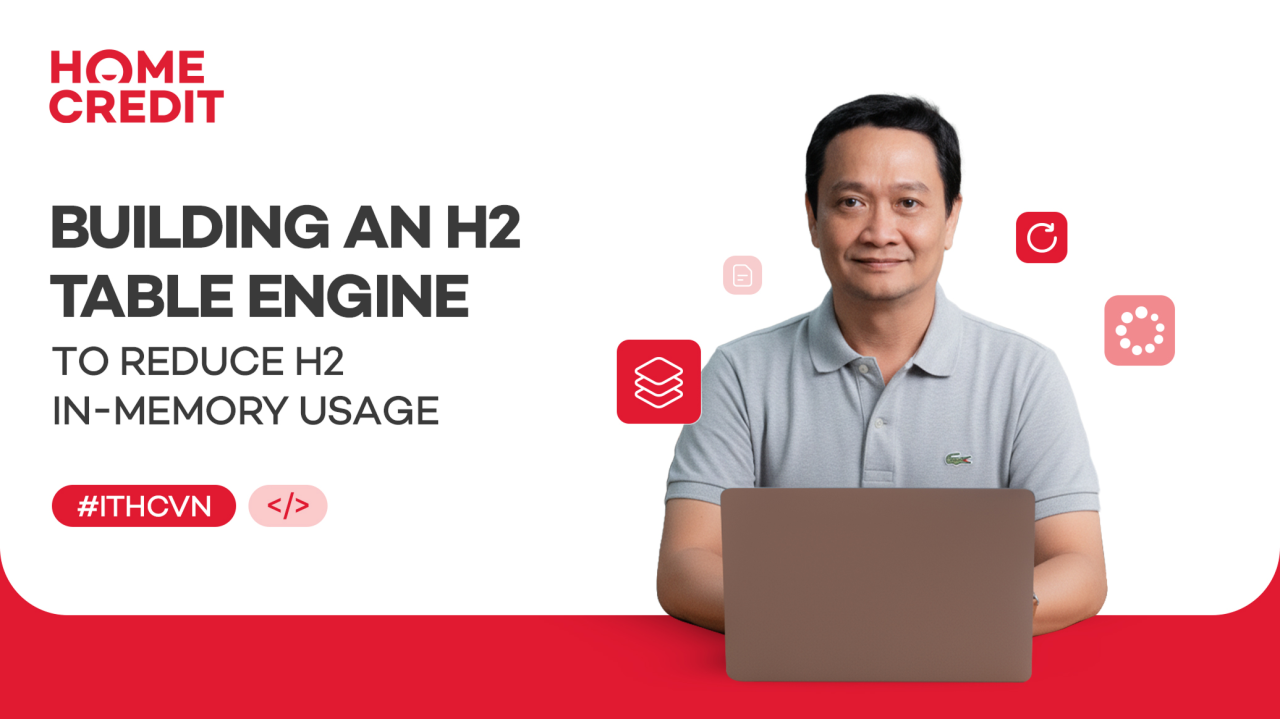 HOME
CREDIT
BUILDING AN H2
TABLE ENGINE
TO REDUCE H2
IN-MEMORY USAGE
#ITHCVN </>